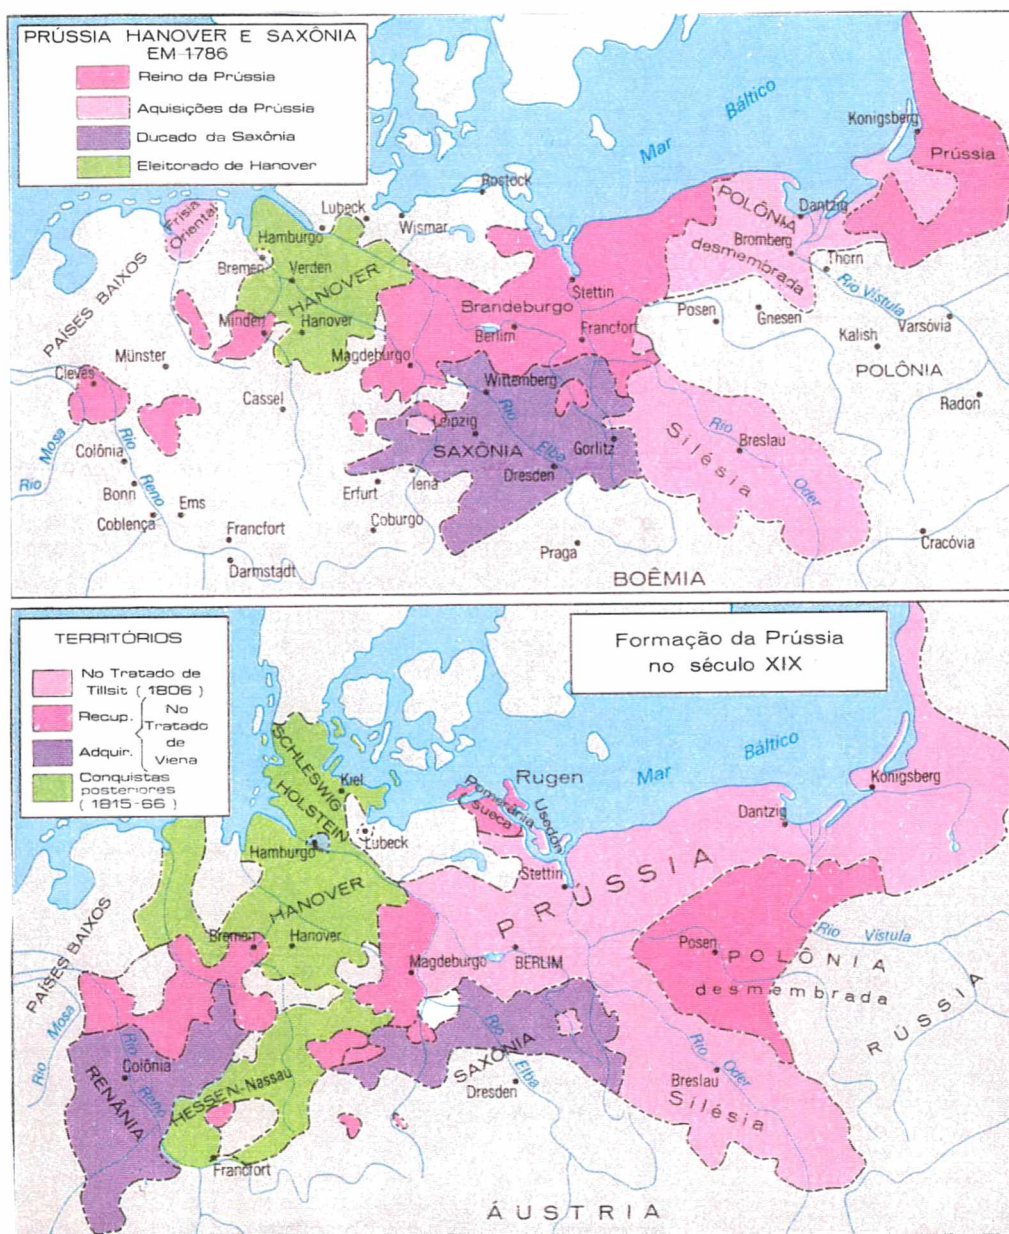 PRÚSSIA HANOVER E SAXÔNIA
EM 1786
Reino da Prússia
Aquisições da Prússia
Ducado da Saxônia
Eleitorado de Hanover
Mar Báltico
Konigsberg
Prússia
Rostock
Lubeck
Wismar
Frísia
Oriental
Hamburgo
Dantzig
POLÔNIA
desmembrada
Bromberg
Thorn
Bremen
Verden
HANOVER
PAÍSES BAIXOS
Stettin
Rio Vístula
Minden
Hanover
Brandeburgo
Berlim
Francfort
Posen
Gnesen
Varsóvia
Kalish
POLÔNIA
Münster
Magdeburgo
Cleves
Wittemberg
Cassel
Radon
Rio Mosa
Rio Reno
Leipzig
Rio Elba
SAXÔNIA
Gorlitz
Silésia
Rio Oder
Breslau
Colônia
Dresden
Bonn
Iena
Erfurt
Ems
Coblença
Coburgo
Francfort
Darmstadt
Praga
Cracóvia
BOÊMIA
TERRITÓRIOS
No Tratado de
Tillsit ( 1806 )
Recup.
Adquir.
No
Tratado
de
Viena
Conquistas
posteriores
( 1815-66 )
Formação da Prússia
no século XIX
SCHLESWIG
HOLSTEIN
Kiel
Rugen
Mar Báltico
Konigsberg
Pomerânia
sueca
Usedon
Dantzig
Hamburgo
Lubeck
Stettin
PRÚSSIA
HANOVER
PAÍSES BAIXOS
Bremen
Hanover
Magdeburgo
BERLIM
Posen
POLÔNIA
desmembrada
Rio Vístula
RÚSSIA
Rio Mosa
Rio Reno
Colônia
RENÂNIA
HESSEN-Nassau
Rio Elba
SAXÔNIA
Dresden
Rio Oder
Breslau
Silésia
Francfort
ÁUSTRIA